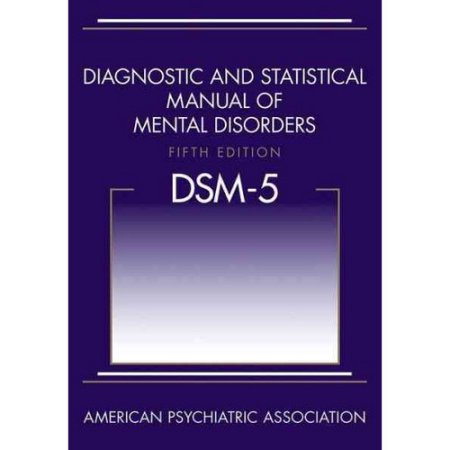 DIAGNOSTIC AND STATISTICAL
MANUAL OF
MENTAL DISORDERS
FIFTH EDITION
DSM-5
AMERICAN PSYCHIATRIC ASSOCIATION